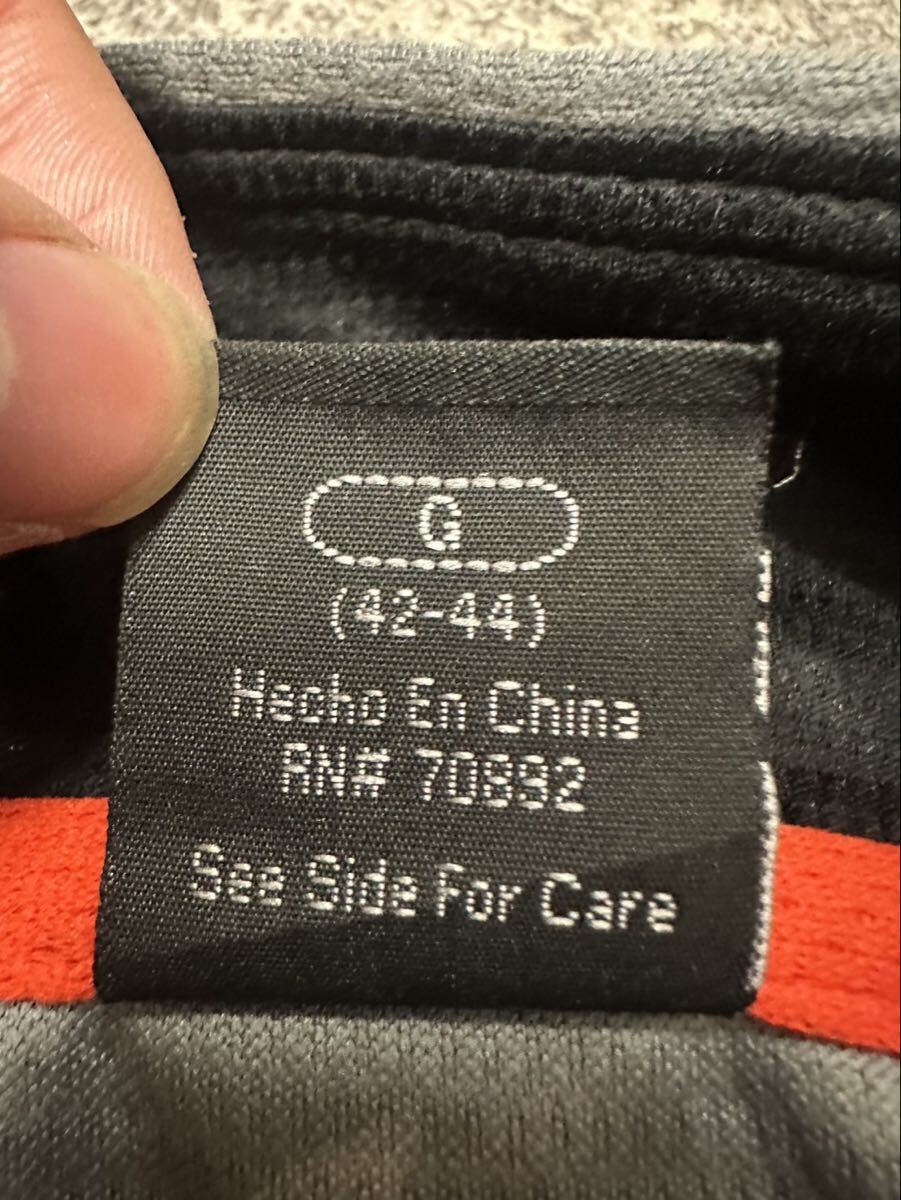 G
(42-44)
Hecho En China
RN# 70892
See Side For Care